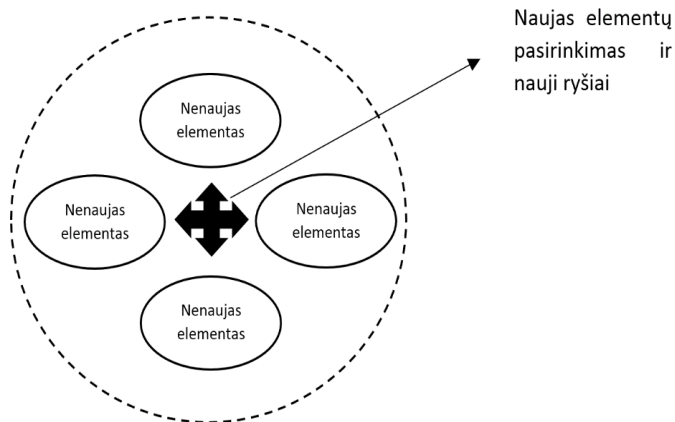 Naujas elementų
pasirinkimas ir
nauji ryšiai
Nenaujas
elementas
Nenaujas
elementas
Nenaujas
elementas
Nenaujas
elementas